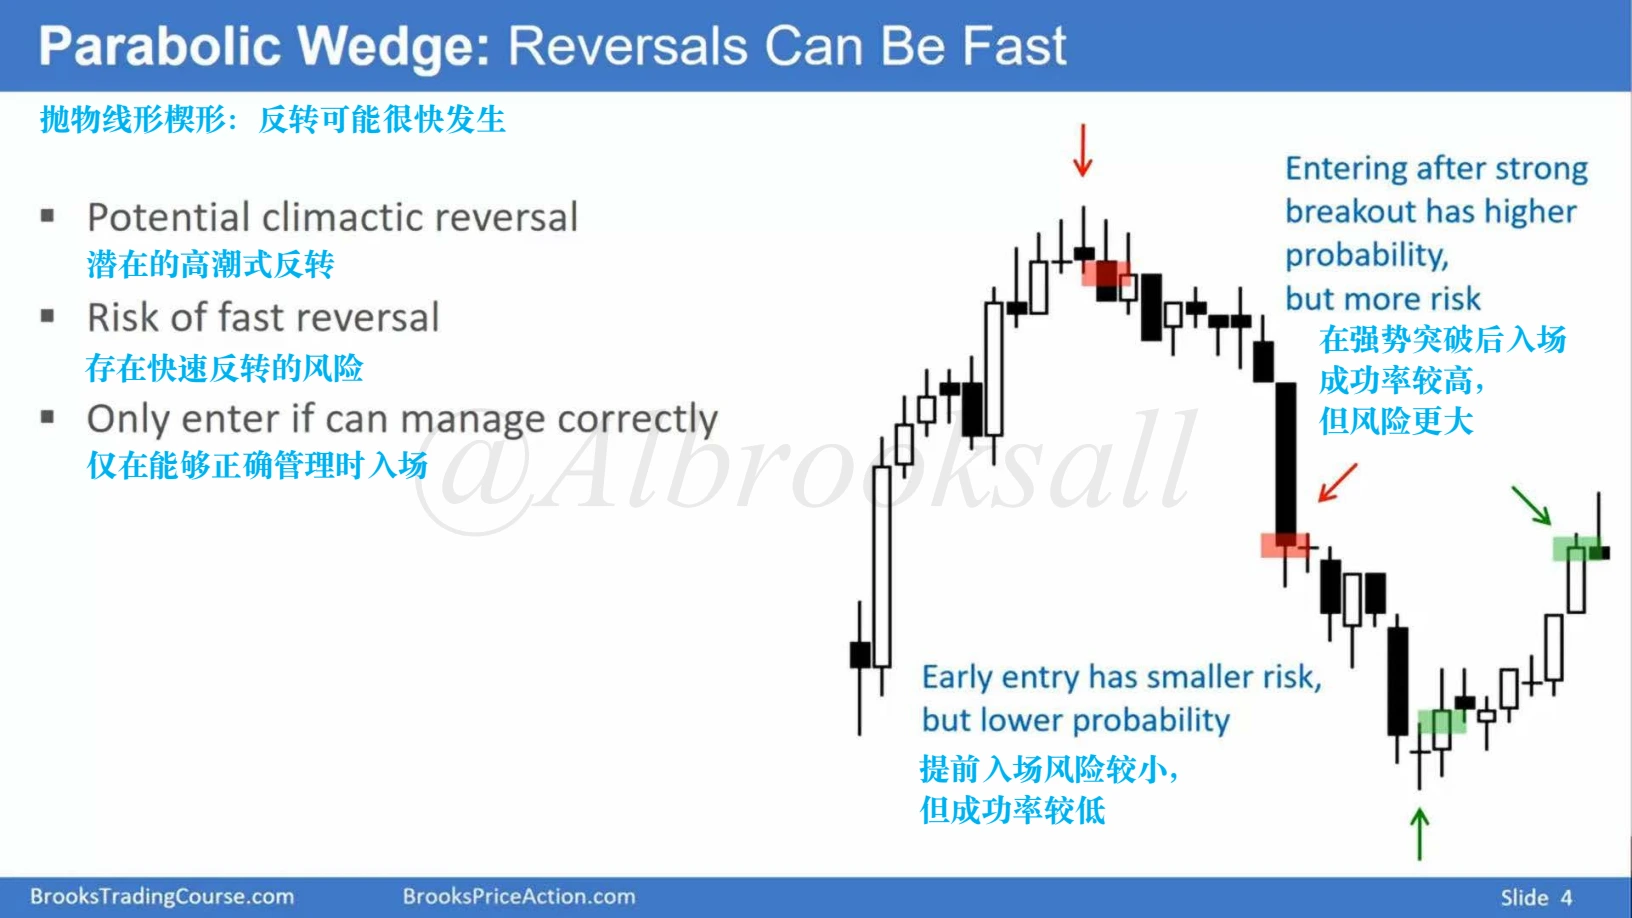 Parabolic Wedge: Reversals Can Be Fast
抛物线形楔形：反转可能很快发生
▪ Potential climactic reversal
潜在的高潮式反转
▪ Risk of fast reversal
存在快速反转的风险
▪ Only enter if can manage correctly
仅在能够正确管理时入场
Entering after strong
breakout has higher
probability,
but more risk
在强势突破后入场
成功率较高，
但风险更大
@Albrooksall
Early entry has smaller risk,
but lower probability
提前入场风险较小，
但成功率较低
BrooksTradingCourse.com
BrooksPriceAction.com
Slide 4